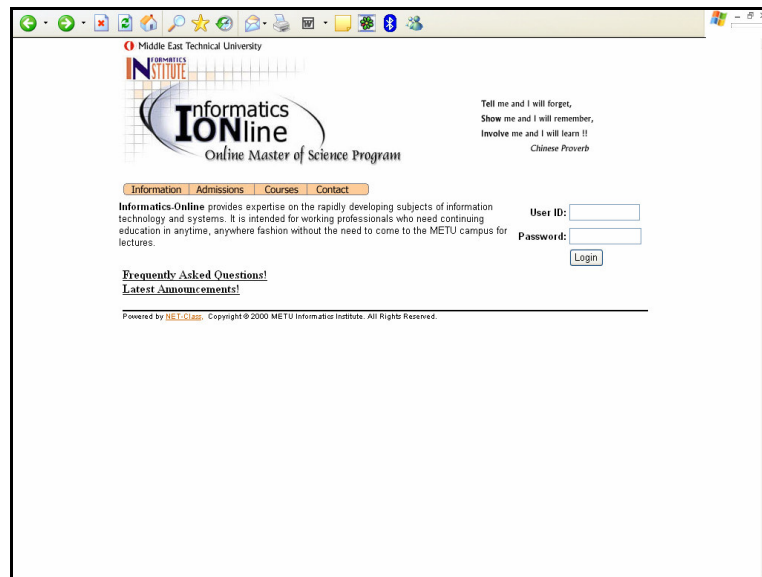 Middle East Technical University
INFORMATICS
INSTITUTE
Informatics
IONline
Online Master of Science Program
Tell me and I will forget,
Show me and I will remember,
Involve me and I will learn !!
Chinese Proverb
Information Admissions Courses Contact
Informatics-Online provides expertise on the rapidly developing subjects of information
technology and systems. It is intended for working professionals who need continuing
education in anytime, anywhere fashion without the need to come to the METU campus for
lectures.
User ID:
Password:
Login
Frequently Asked Questions!
Latest Announcements!
Powered by NET-Class. Copyright © 2000 METU Informatics Institute. All Rights Reserved.